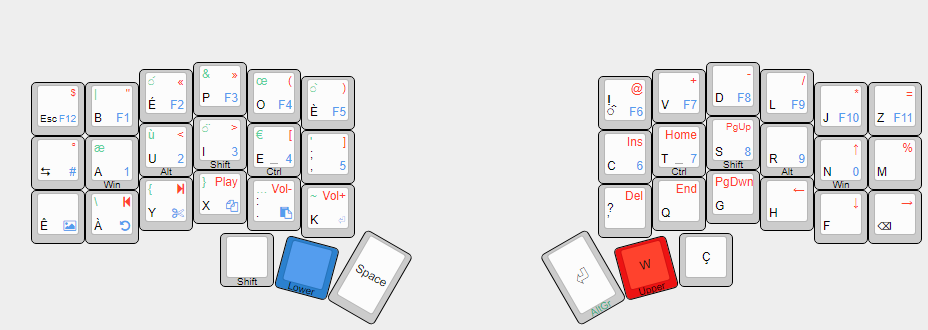 $ | " ◌̈ « & » œ ( ◌̀ )
Esc F12 B F1 É F2 P F3 O F4 È F5
° æ ù < ◌̈ > € [ ' ]
⇆ # A 1 U 2 I 3 E _ 4 ; , 5
Win Alt Shift Ctrl
\ { } Play … Vol- ~ Vol+
Ê À Y X : . K
Shift Lower Space
@ + - / * =
! ^ F6 V F7 D F8 L F9 J F10 Z F11
Ins Home PgUp ↑ %
C 6 T _ 7 S 8 R 9 N 0 M
Ctrl Shift Alt Win
Del End PgDwn ← ↓ →
? ’ Q G H F ⌫
AltGr W Upper Ç